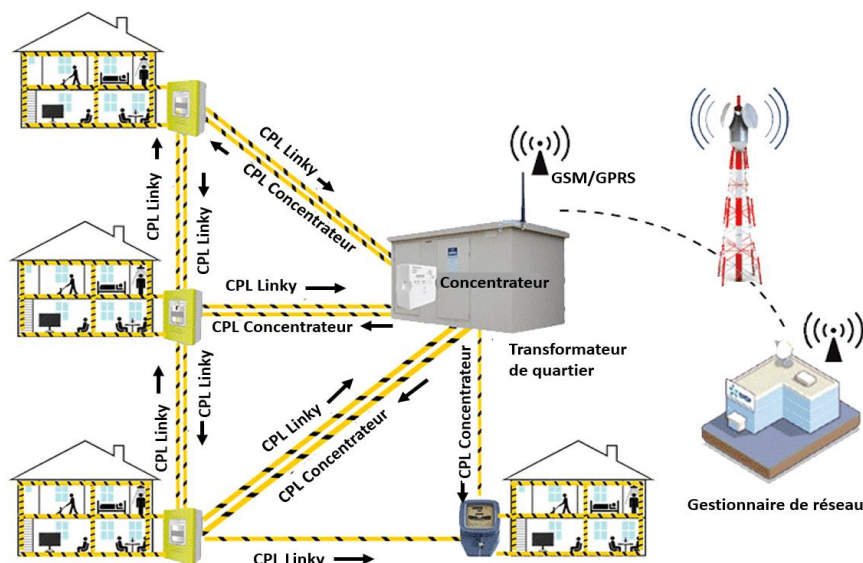 CPL Linky
CPL Concentrateur
GSM/GPRS
CPL Linky
CPL Linky
Concentrateur
CPL Linky
CPL Concentrateur
Transformateur
de quartier
CPL Linky
CPL Linky
CPL Linky
CPL Concentrateur
CPL Concentrateur
Gestionnaire de réseau
CPL Linky